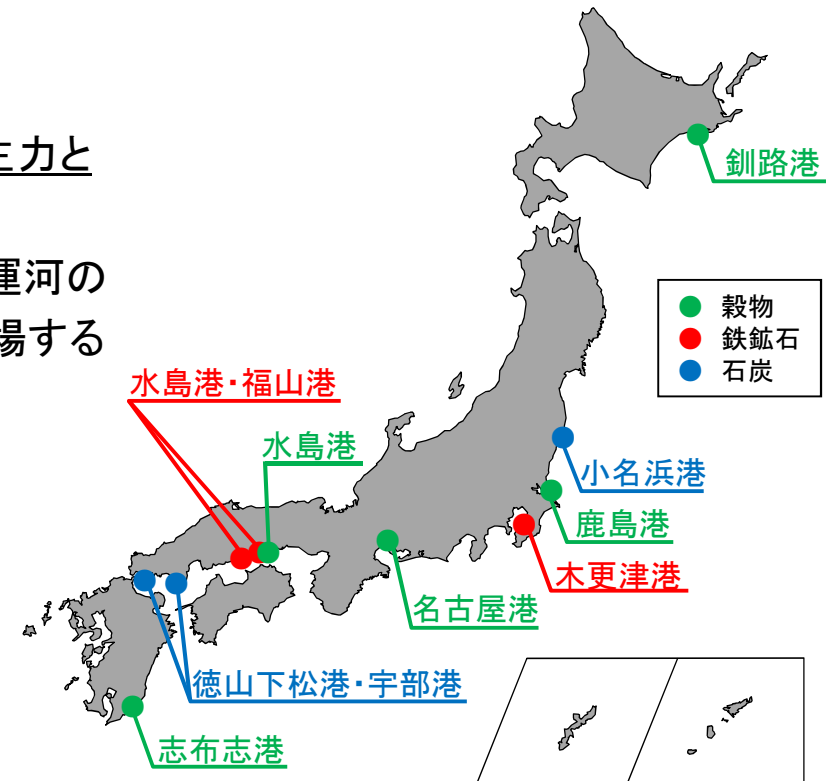 主力と
運河の
場する
釧路港
穀物
鉄鉱石
石炭
水島港・福山港
水島港
小名浜港
鹿島港
木更津港
名古屋港
徳山下松港・宇部港
志布志港